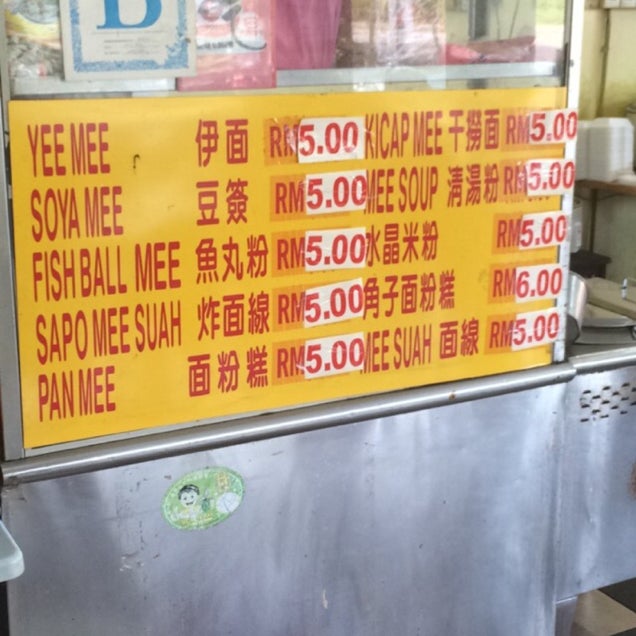 B
YEE MEE 伊面 RM5.00
SOYA MEE 豆簽 RM5.00
FISH BALL MEE 魚丸粉 RM5.00
SAPO MEE SUAH 炸面線 RM5.00
PAN MEE 面粉糕 RM5.00
KICAP MEE 干撈面 RM5.00
MEE SOUP 清湯粉 RM5.00
水晶米粉 RM5.00
角子面粉糕 RM6.00
MEE SUAH 面線 RM5.00